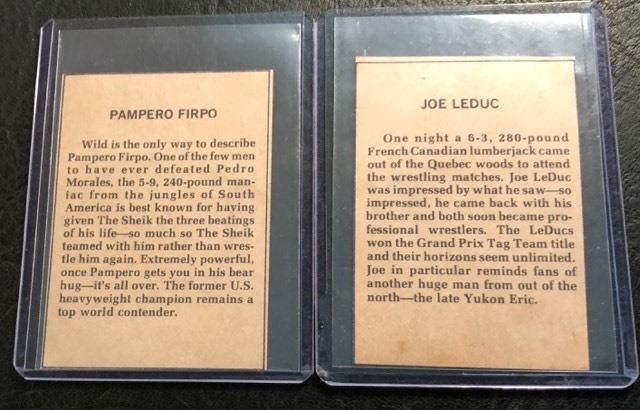 PAMPERO FIRPO
Wild is the only way to describe
Pampero Firpo. One of the few men
to have ever defeated Pedro
Morales, the 5-9, 240-pound man-
iac from the jungles of South
America is best known for having
given The Sheik the three beatings
of his life—so much so The Sheik
teamed with him rather than wres-
tle him again. Extremely powerful,
once Pampero gets you in his bear
hug—it's all over. The former U.S.
heavyweight champion remains a
top world contender.
JOE LEDUC
One night a 6-3, 280-pound
French Canadian lumberjack came
out of the Quebec woods to attend
the wrestling matches. Joe LeDuc
was impressed by what he saw—so
impressed, he came back with his
brother and both soon became pro-
fessional wrestlers. The LeDucs
won the Grand Prix Tag Team title
and their horizons seem unlimited.
Joe in particular reminds fans of
another huge man from out of the
north—the late Yukon Eric.